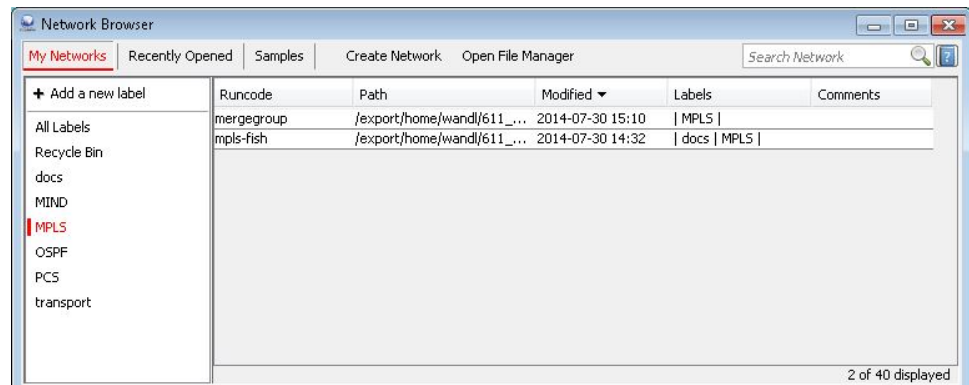 Network Browser
My Networks Recently Opened Samples Create Network Open File Manager Search Network ?
+ Add a new label
All Labels
Recycle Bin
docs
MIND
MPLS
OSPF
PCS
transport
Runcode Path Modified ▼ Labels Comments
mergegroup /export/home/wandl/611_... 2014-07-30 15:10 | MPLS |
mpls-fish /export/home/wandl/611_... 2014-07-30 14:32 | docs | MPLS |
2 of 40 displayed